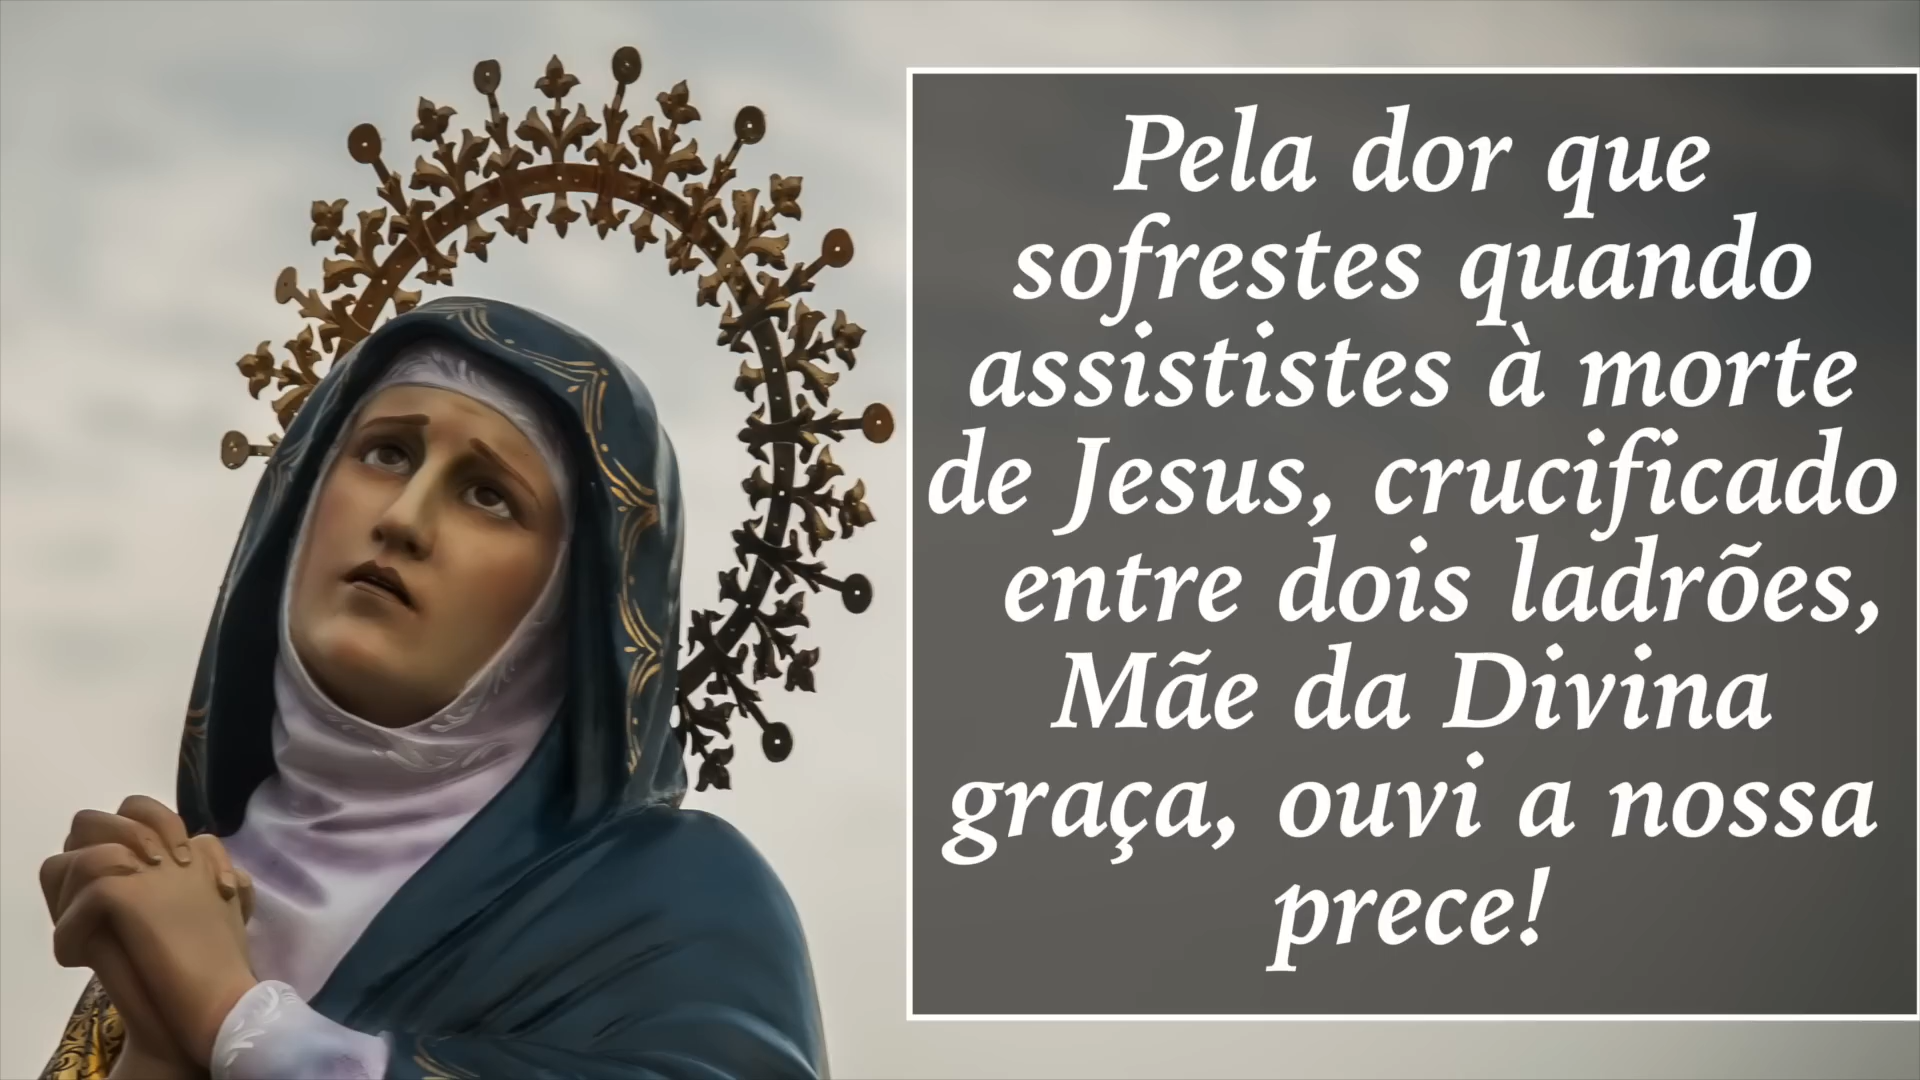 Pela dor que
sofrestes quando
assististes à morte
de Jesus, crucificado
entre dois ladrões,
Mãe da Divina
graça, ouvi a nossa
prece!